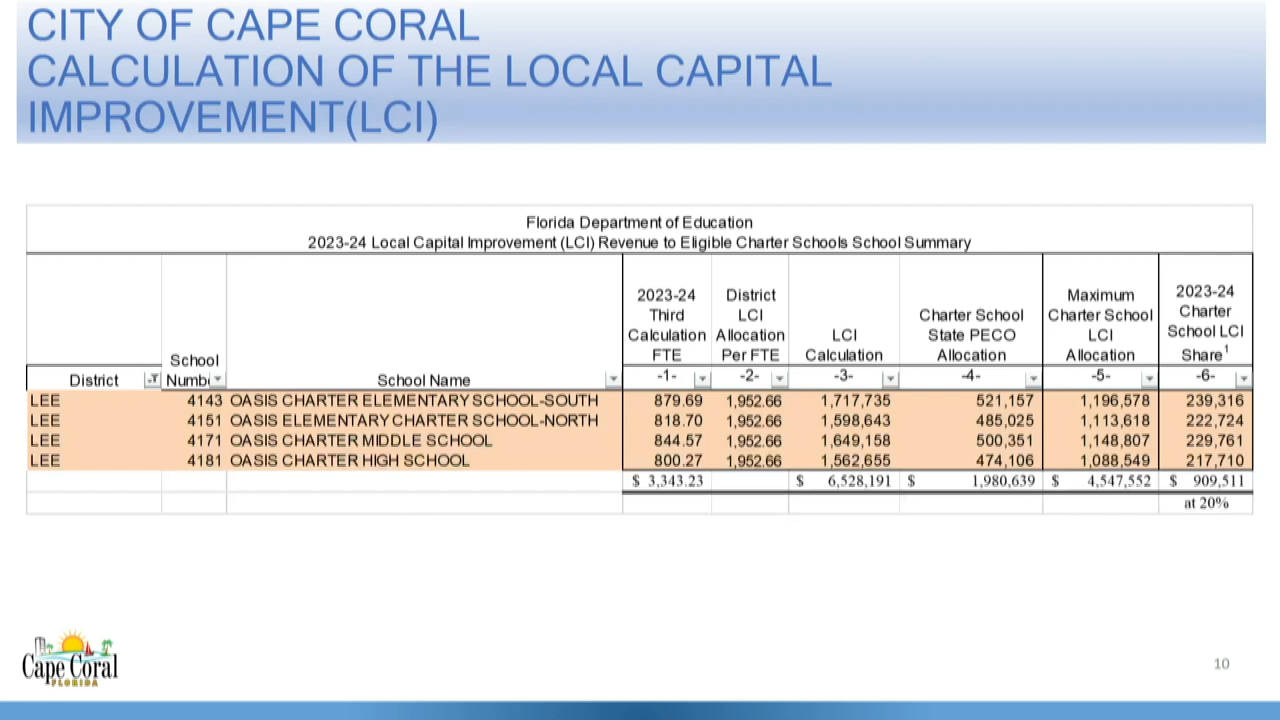 CITY OF CAPE CORAL
CALCULATION OF THE LOCAL CAPITAL
IMPROVEMENT(LCI)
Florida Department of Education
2023-24 Local Capital Improvement (LCI) Revenue to Eligible Charter Schools School Summary
District
School Numbe
School Name
2023-24 Third Calculation FTE
District LCI Allocation Per FTE
LCI Calculation
Charter School State PECO Allocation
Maximum Charter School LCI Allocation
2023-24 Charter School LCI Share1
-1- -2- -3- -4- -5- -6-
LEE 4143 OASIS CHARTER ELEMENTARY SCHOOL-SOUTH 879.69 1,952.66 1,717,735 521,157 1,196,578 239,316
LEE 4151 OASIS ELEMENTARY CHARTER SCHOOL-NORTH 818.70 1,952.66 1,598,643 485,025 1,113,618 222,724
LEE 4171 OASIS CHARTER MIDDLE SCHOOL 844.57 1,952.66 1,649,158 500,351 1,148,807 229,761
LEE 4181 OASIS CHARTER HIGH SCHOOL 800.27 1,952.66 1,562,655 474,106 1,088,549 217,710
$ 3,343.23 $ 6,528,191 $ 1,980,639 $ 4,547,552 $ 909,511
at 20%
Cape Coral
FLORIDA
10